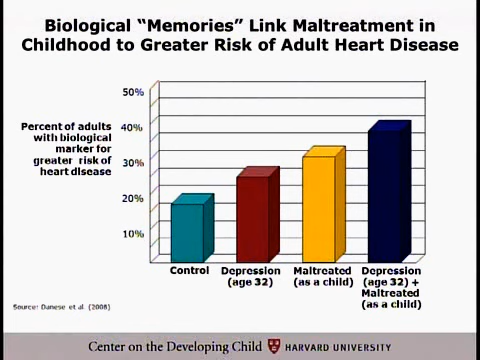 Biological “Memories” Link Maltreatment in
Childhood to Greater Risk of Adult Heart Disease
Percent of adults
with biological
marker for
greater risk of
heart disease
50%
40%
30%
20%
10%
Control
Depression
(age 32)
Maltreated
(as a child)
Depression
(age 32) +
Maltreated
(as a child)
Source: Danese et al. (2008)
Center on the Developing Child HARVARD UNIVERSITY